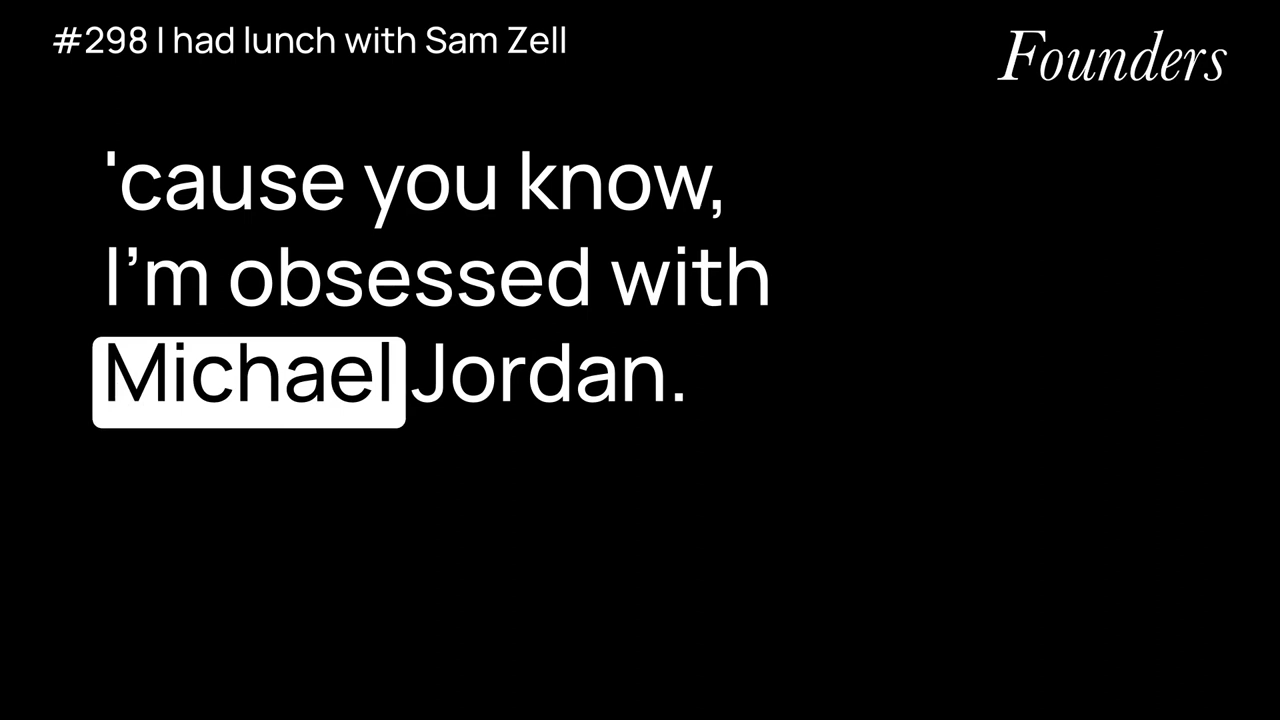 #298 I had lunch with Sam Zell
Founders
'cause you know,
I’m obsessed with
Michael Jordan.